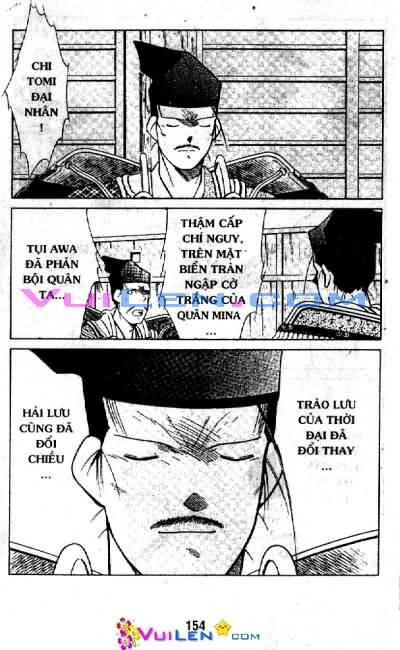 CHI
TOMI
ĐẠI
NHÂN
!
THẬM CẤP
CHÍ NGUY,
TRÊN MẶT
BIỂN TRÀN
NGẬP CỜ
TRẮNG CỦA
QUÂN MINA
...
TỤI AWA
ĐÃ PHẢN
BỘI QUÂN
TA...
VUILEN.COM
TRÀO LƯU
CỦA THỜI
ĐẠI ĐÃ
ĐỔI THAY
...
HẢI LƯU
CŨNG ĐÃ
ĐỔI
CHIỀU
...
154
VUILEN.COM